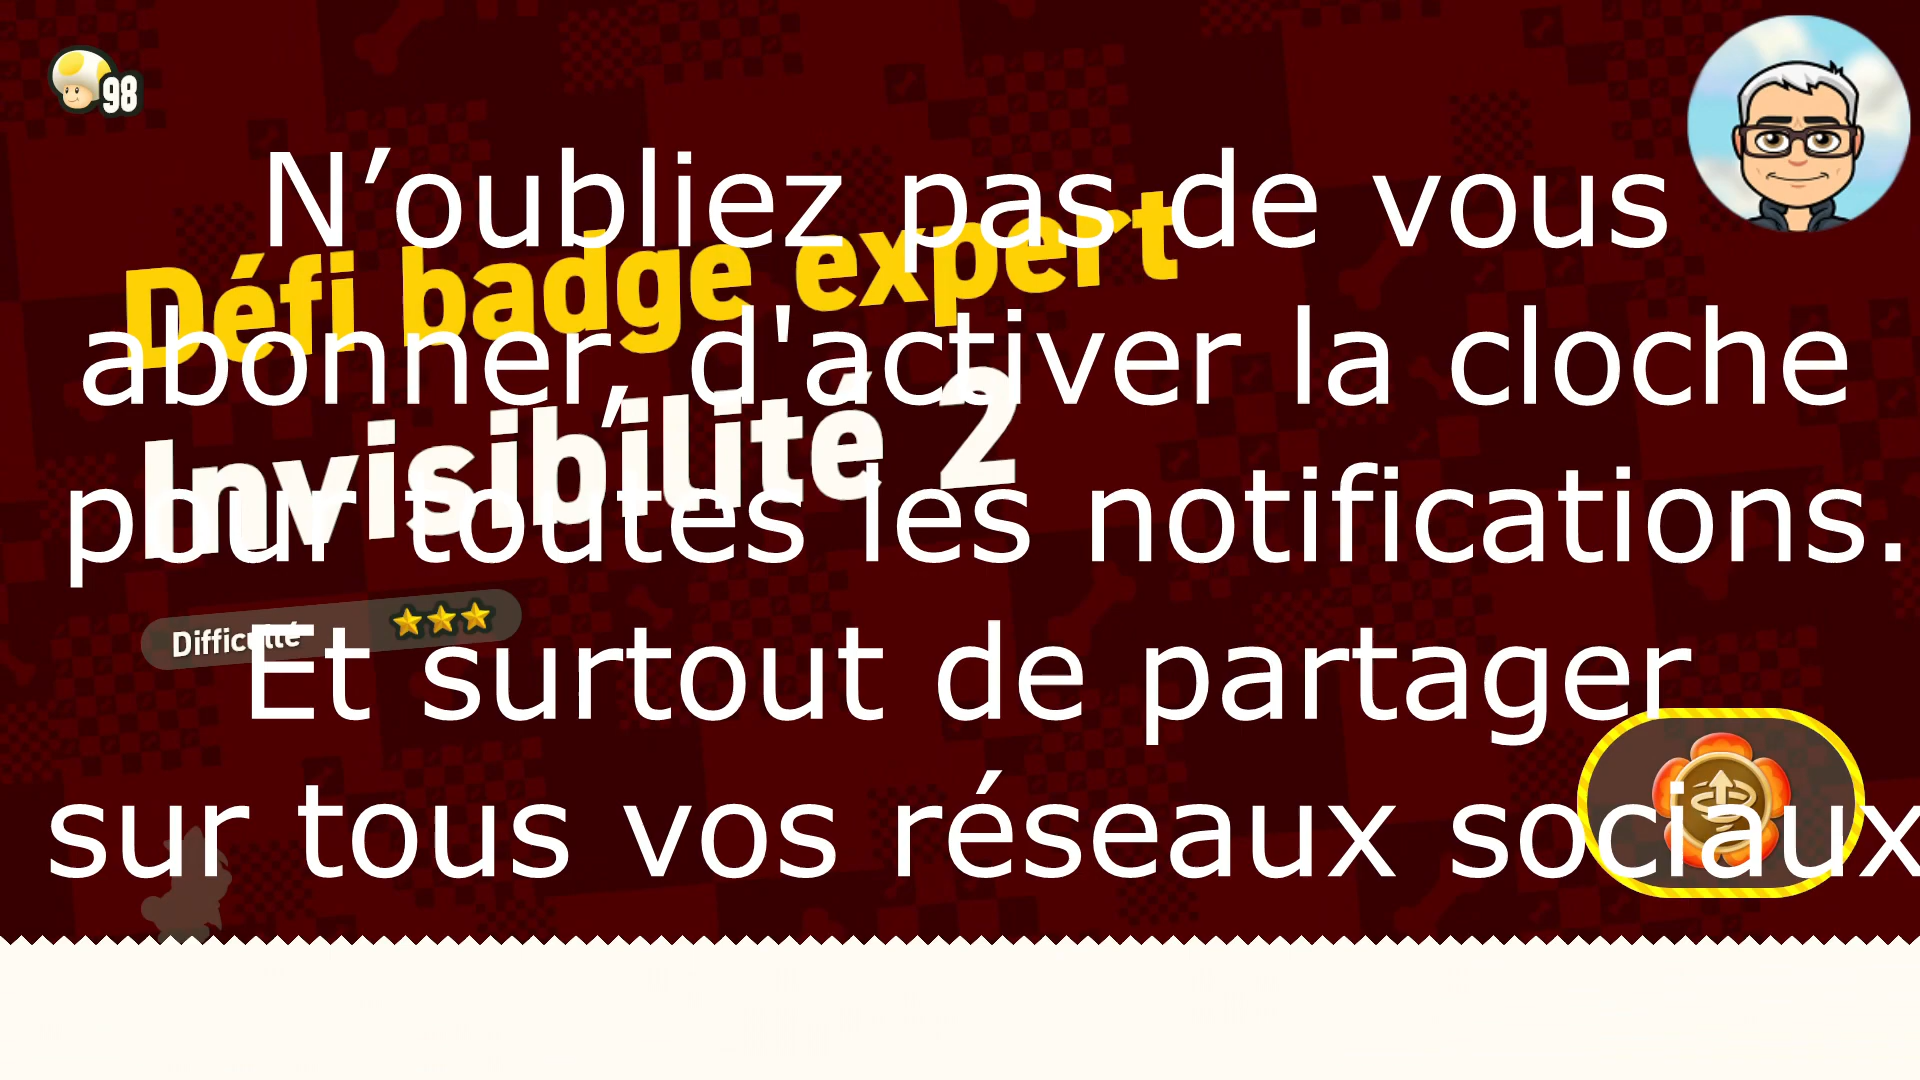 98
N’oubliez pas de vous
Défi badge expert
abonner, d'activer la cloche
Invisibilité 2
pour toutes les notifications.
Difficulté
Et surtout de partager
sur tous vos réseaux sociaux